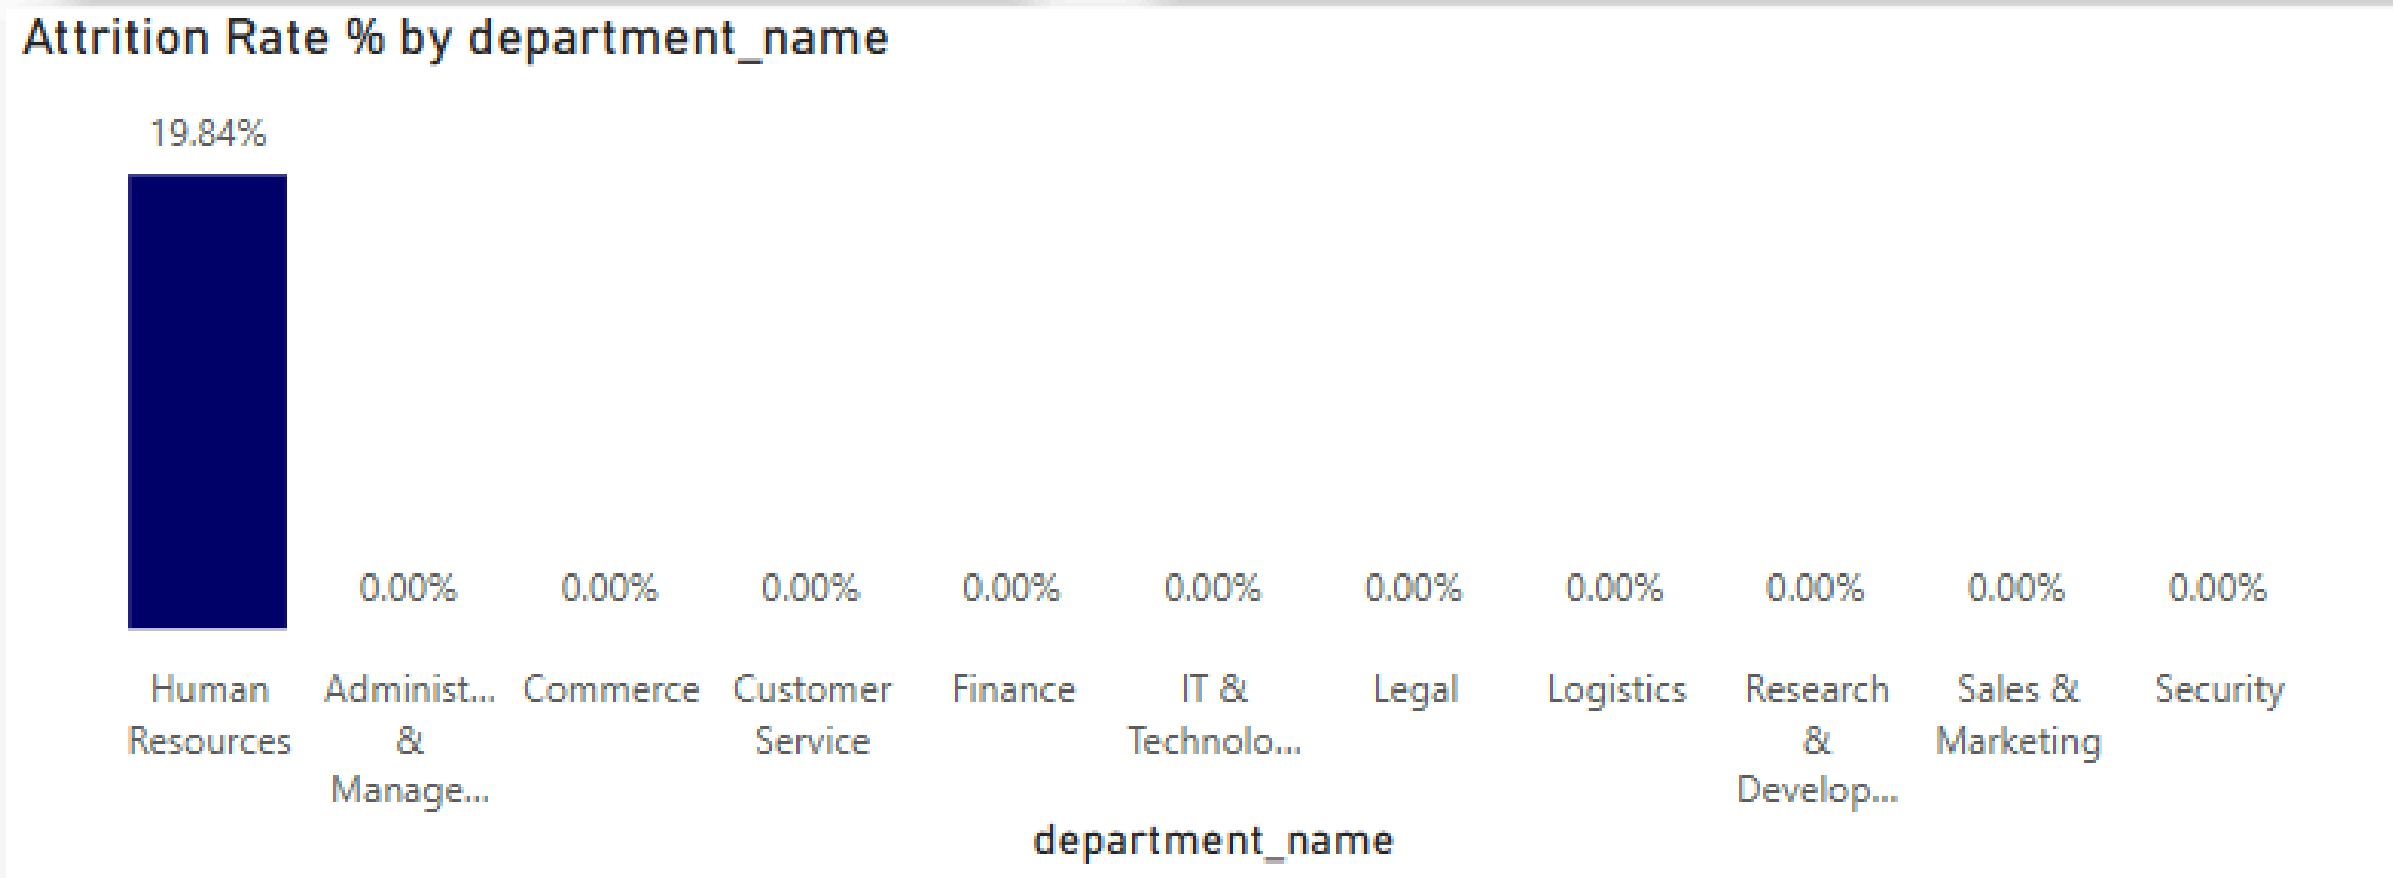 Attrition Rate % by department_name
19.84%
0.00%
0.00%
0.00%
0.00%
0.00%
0.00%
0.00%
0.00%
0.00%
0.00%
Human
Resources
Administ...
&
Manage...
Commerce
Customer
Service
Finance
IT &
Technolo...
Legal
Logistics
Research
&
Develop...
Sales &
Marketing
Security
department_name